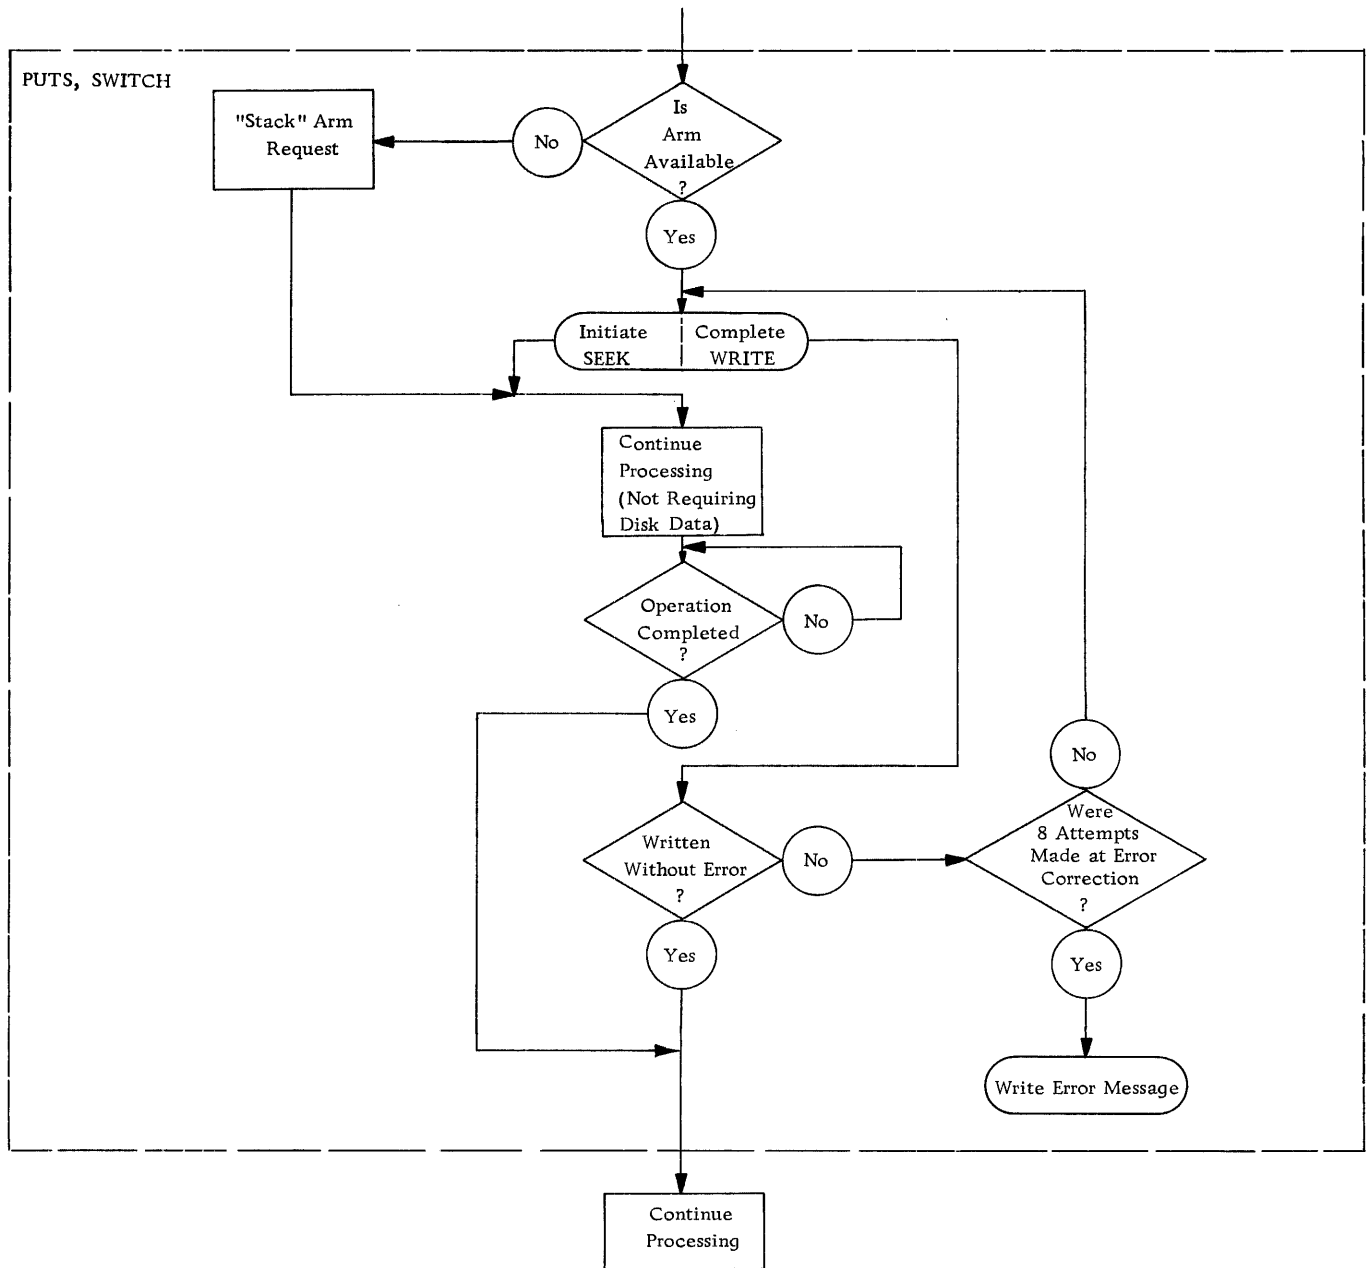 PUTS, SWITCH
Is
Arm
Available
?
"Stack" Arm
Request
No
Yes
Initiate
SEEK
Complete
WRITE
Continue
Processing
(Not Requiring
Disk Data)
Operation
Completed
?
No
Yes
No
Written
Without Error
?
No
Were
8 Attempts
Made at Error
Correction
?
Yes
Yes
Write Error Message
Continue
Processing